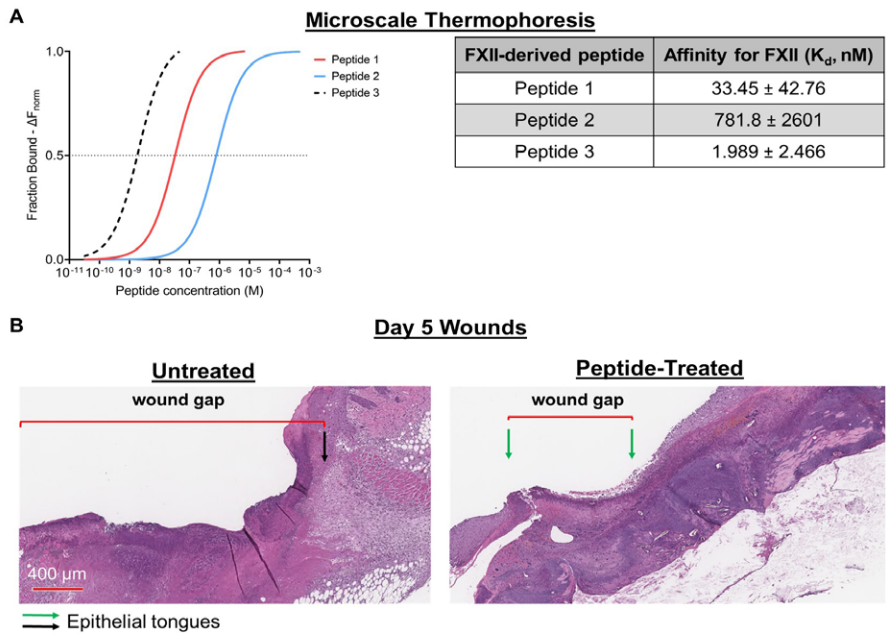 A
Microscale Thermophoresis
Fraction Bound - ΔFnorm
1.0
0.5
0.0
10-11 10-10 10-9 10-8 10-7 10-6 10-5 10-4 10-3
Peptide concentration (M)
Peptide 1
Peptide 2
Peptide 3
FXII-derived peptide Affinity for FXII (Kd, nM)
Peptide 1 33.45 ± 42.76
Peptide 2 781.8 ± 2601
Peptide 3 1.989 ± 2.466
B
Day 5 Wounds
Untreated
Peptide-Treated
wound gap
wound gap
400 µm
Epithelial tongues